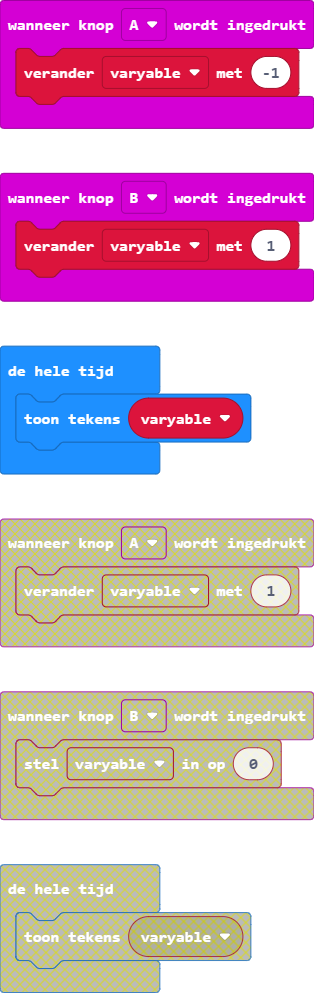 wanneer knop A wordt ingedrukt
verander varyable met -1
wanneer knop B wordt ingedrukt
verander varyable met 1
de hele tijd
toon tekens varyable
wanneer knop A wordt ingedrukt
verander varyable met 1
wanneer knop B wordt ingedrukt
stel varyable in op 0
de hele tijd
toon tekens varyable